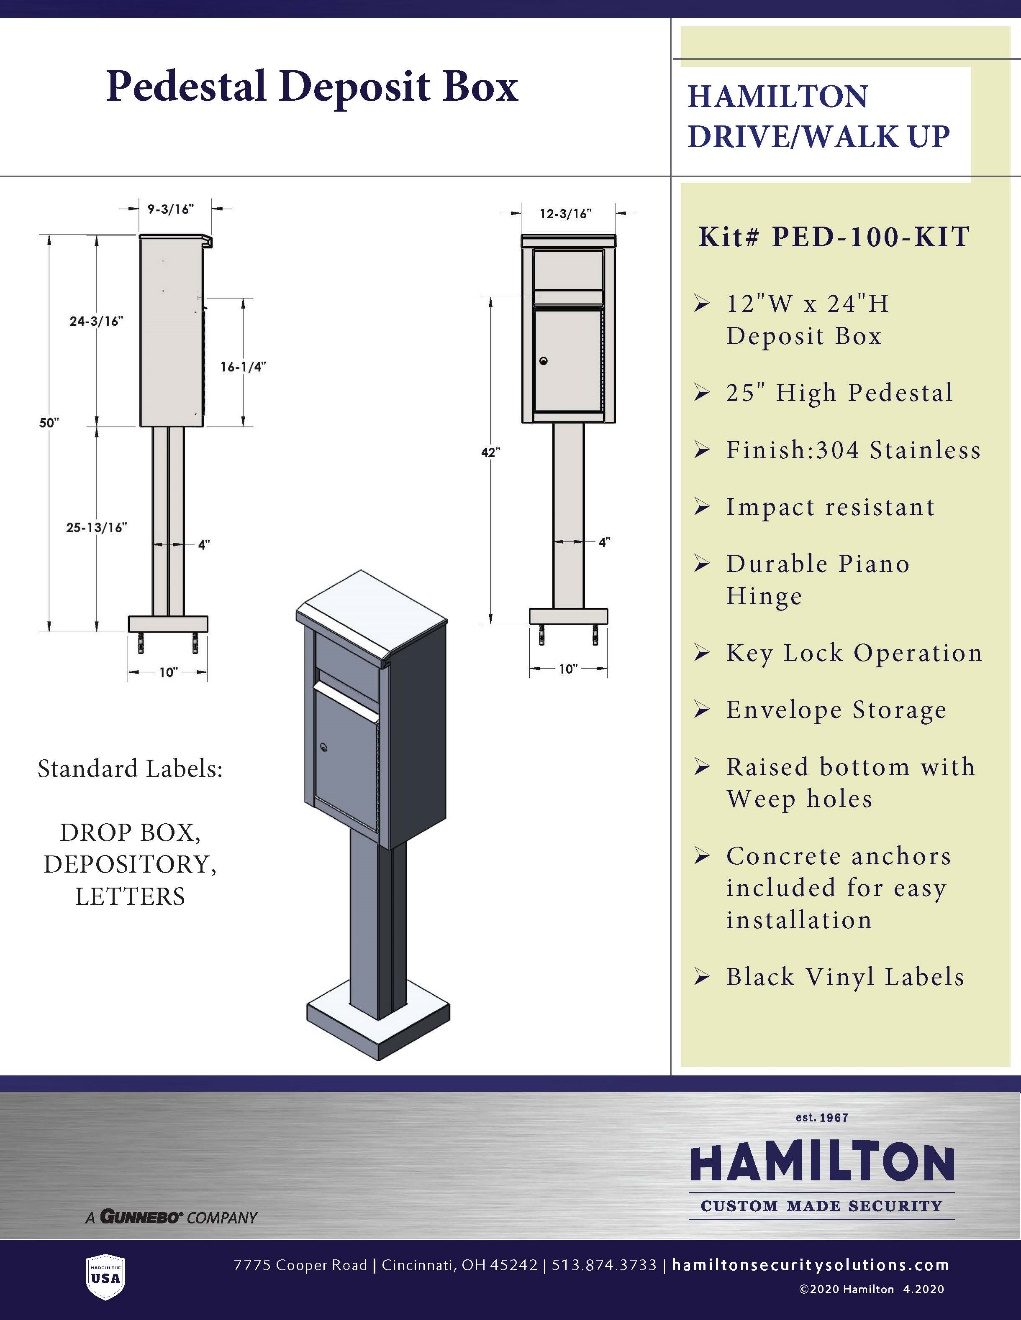 Pedestal Deposit Box
HAMILTON
DRIVE/WALK UP
9-3/16"
24-3/16"
16-1/4"
50"
25-13/16"
4"
10"
12-3/16"
42"
4"
10"
Standard Labels:
DROP BOX,
DEPOSITORY,
LETTERS
Kit# PED-100-KIT
➢ 12"W x 24"H
Deposit Box
➢ 25" High Pedestal
➢ Finish:304 Stainless
➢ Impact resistant
➢ Durable Piano
Hinge
➢ Key Lock Operation
➢ Envelope Storage
➢ Raised bottom with
Weep holes
➢ Concrete anchors
included for easy
installation
➢ Black Vinyl Labels
est. 1967
HAMILTON
CUSTOM MADE SECURITY
A GUNNEBO® COMPANY
MADE IN THE
USA
7775 Cooper Road | Cincinnati, OH 45242 | 513.874.3733 | hamiltonsecuritysolutions.com
©2020 Hamilton 4.2020